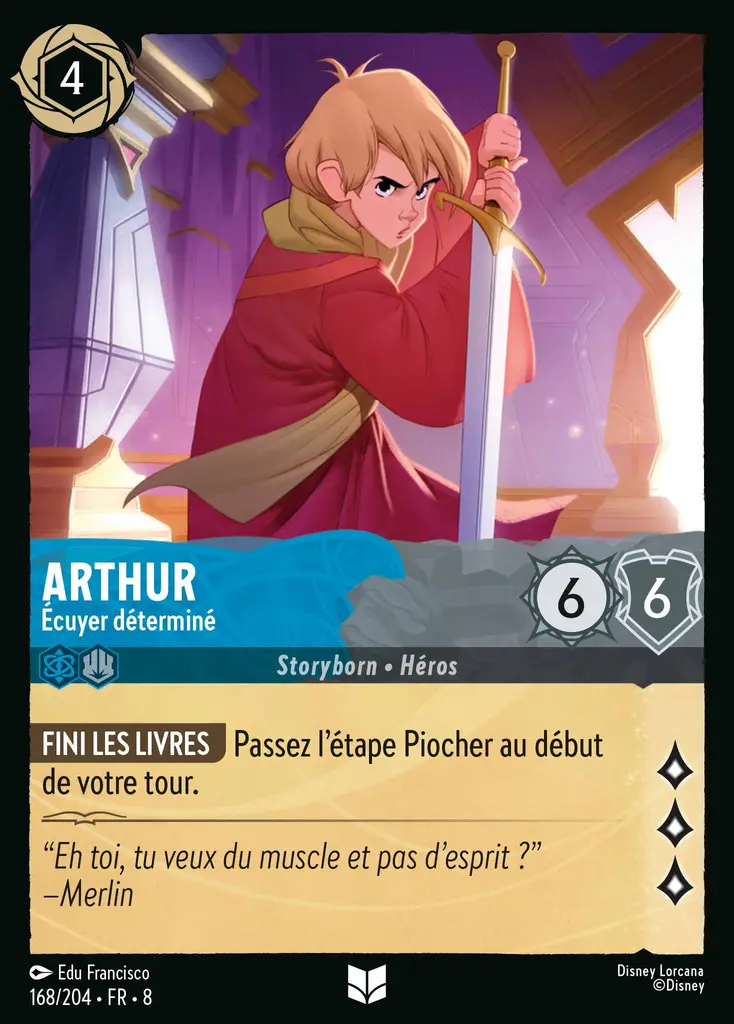 4
ARTHUR
Écuyer déterminé
6
6
Storyborn • Héros
FINI LES LIVRES Passez l’étape Piocher au début
de votre tour.
“Eh toi, tu veux du muscle et pas d’esprit ?”
–Merlin
Edu Francisco
168/204 • FR • 8
Disney Lorcana
©Disney